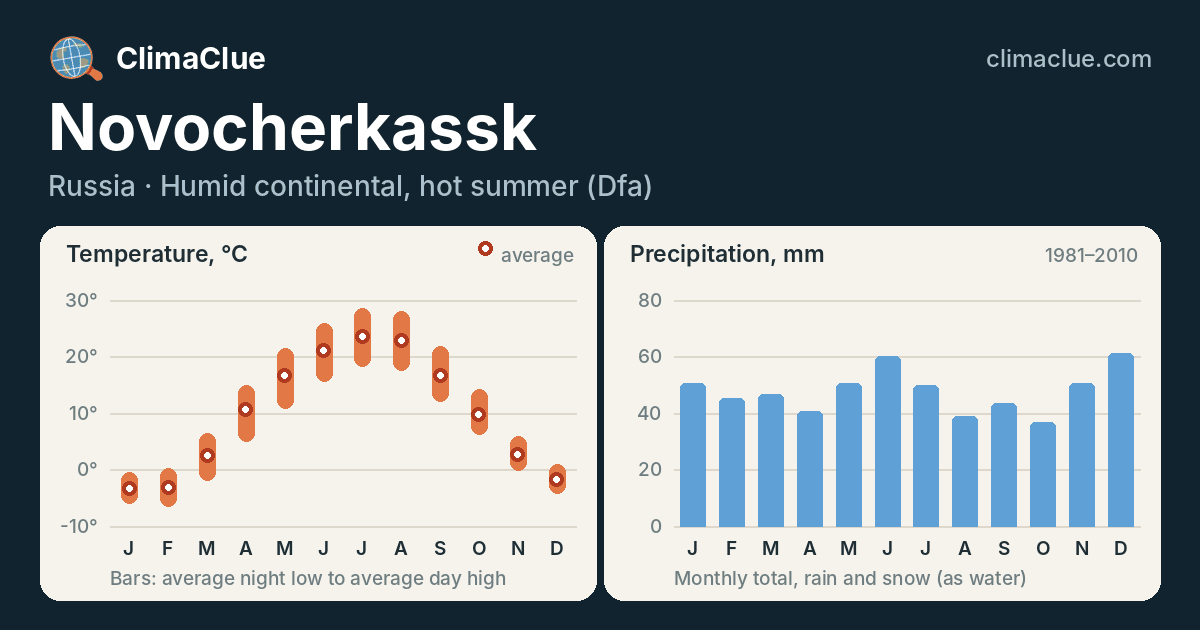 ClimaClue
climaclue.com
Novocherkassk
Russia · Humid continental, hot summer (Dfa)
Temperature, °C
average
30°
20°
10°
0°
-10°
J F M A M J J A S O N D
Bars: average night low to average day high
Precipitation, mm
1981–2010
80
60
40
20
0
J F M A M J J A S O N D
Monthly total, rain and snow (as water)